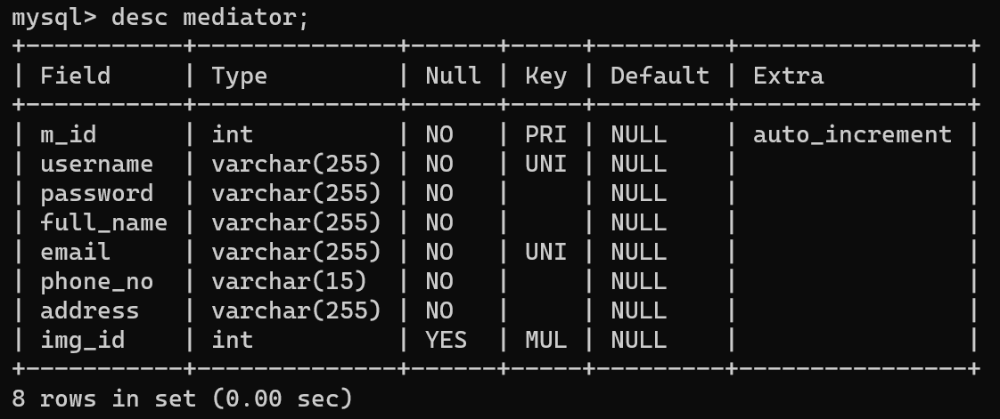 mysql> desc mediator;
+-----------+--------------+------+-----+---------+----------------+
| Field     | Type         | Null | Key | Default | Extra          |
+-----------+--------------+------+-----+---------+----------------+
| m_id      | int          | NO   | PRI | NULL    | auto_increment |
| username  | varchar(255) | NO   | UNI | NULL    |                |
| password  | varchar(255) | NO   |     | NULL    |                |
| full_name | varchar(255) | NO   |     | NULL    |                |
| email     | varchar(255) | NO   | UNI | NULL    |                |
| phone_no  | varchar(15)  | NO   |     | NULL    |                |
| address   | varchar(255) | NO   |     | NULL    |                |
| img_id    | int          | YES  | MUL | NULL    |                |
+-----------+--------------+------+-----+---------+----------------+
8 rows in set (0.00 sec)